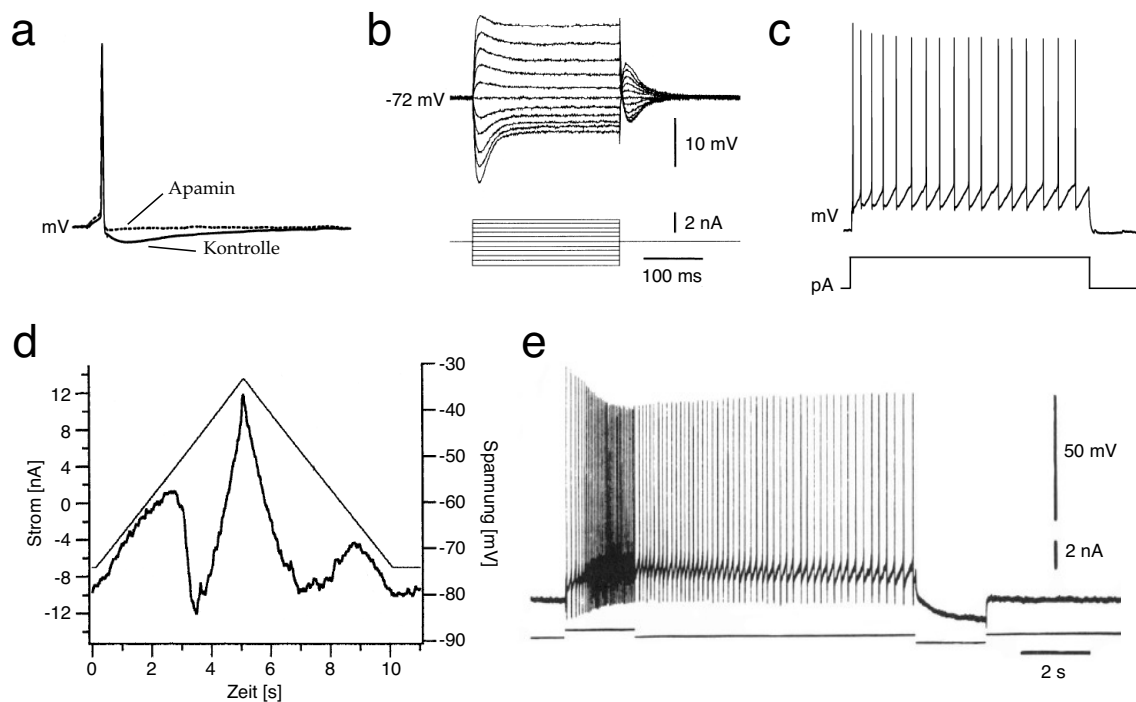 a
Apamin
mV
Kontrolle
b
-72 mV
10 mV
2 nA
100 ms
c
mV
pA
d
Strom [nA]
12
8
4
0
-4
-8
-12
0 2 4 6 8 10
Zeit [s]
-30
-40
-50
-60
-70
-80
-90
Spannung [mV]
e
50 mV
2 nA
2 s